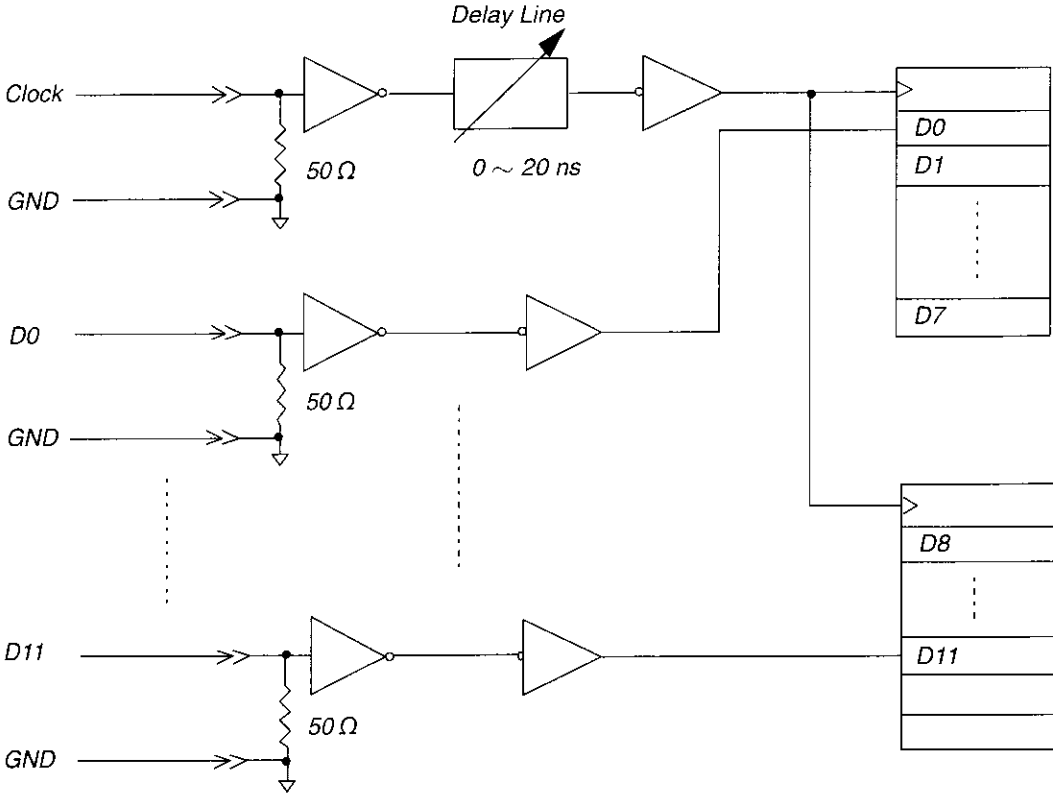 Delay Line
Clock
50 Ω
0 ~ 20 ns
GND
D0
D1
D7
D0
50 Ω
GND
D8
D11
D11
50 Ω
GND